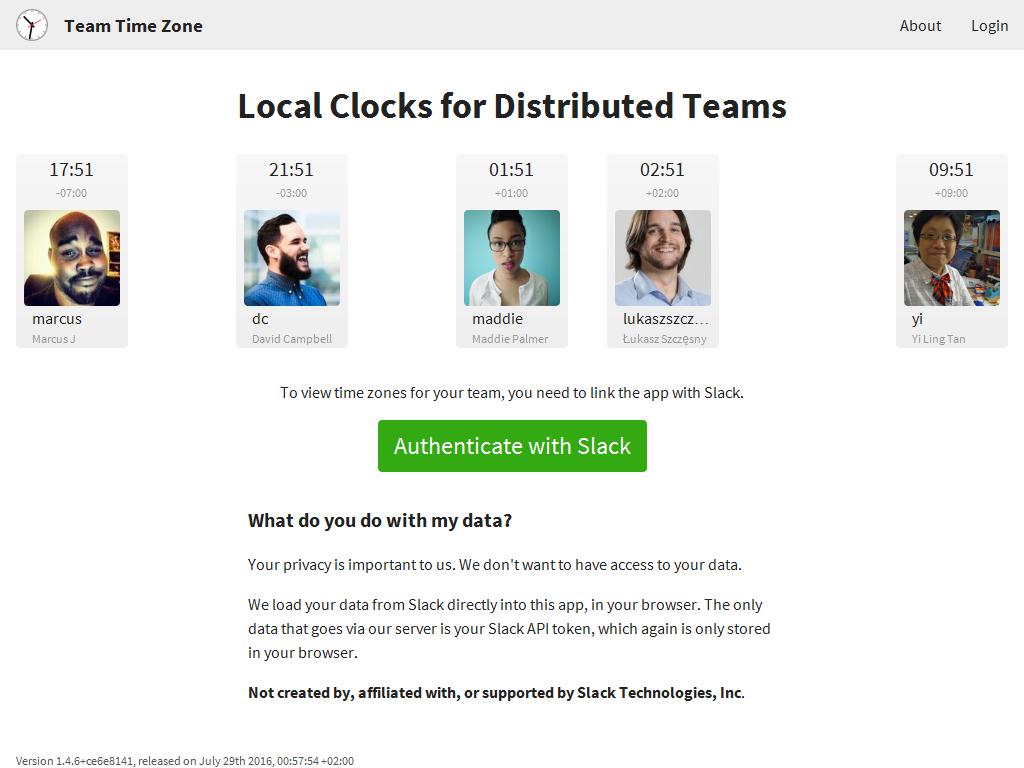 Team Time Zone
About
Login
Local Clocks for Distributed Teams
17:51
-07:00
marcus
Marcus J
21:51
-03:00
dc
David Campbell
01:51
+01:00
maddie
Maddie Palmer
02:51
+02:00
lukaszszcz...
Łukasz Szczęsny
09:51
+09:00
yi
Yi Ling Tan
To view time zones for your team, you need to link the app with Slack.
Authenticate with Slack
What do you do with my data?
Your privacy is important to us. We don't want to have access to your data.
We load your data from Slack directly into this app, in your browser. The only
data that goes via our server is your Slack API token, which again is only stored
in your browser.
Not created by, affiliated with, or supported by Slack Technologies, Inc.
Version 1.4.6+ce6e8141, released on July 29th 2016, 00:57:54 +02:00